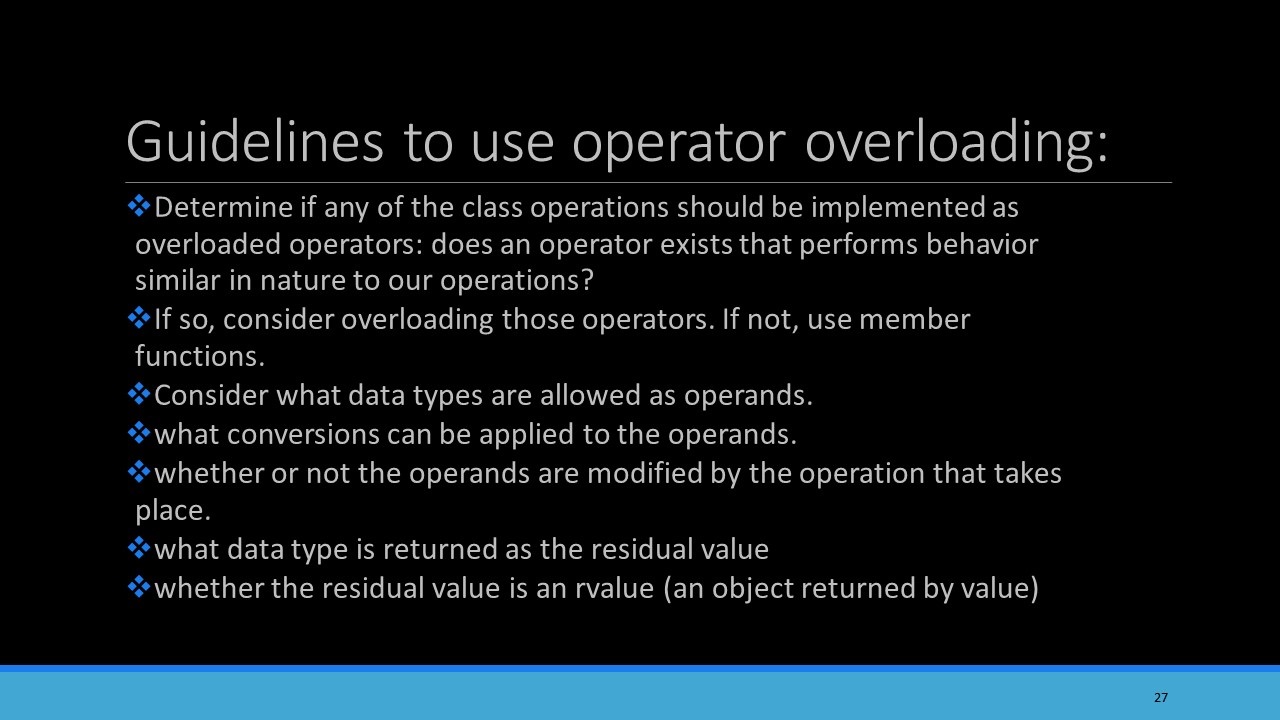 Guidelines to use operator overloading:
❖Determine if any of the class operations should be implemented as
overloaded operators: does an operator exists that performs behavior
similar in nature to our operations?
❖If so, consider overloading those operators. If not, use member
functions.
❖Consider what data types are allowed as operands.
❖what conversions can be applied to the operands.
❖whether or not the operands are modified by the operation that takes
place.
❖what data type is returned as the residual value
❖whether the residual value is an rvalue (an object returned by value)
27